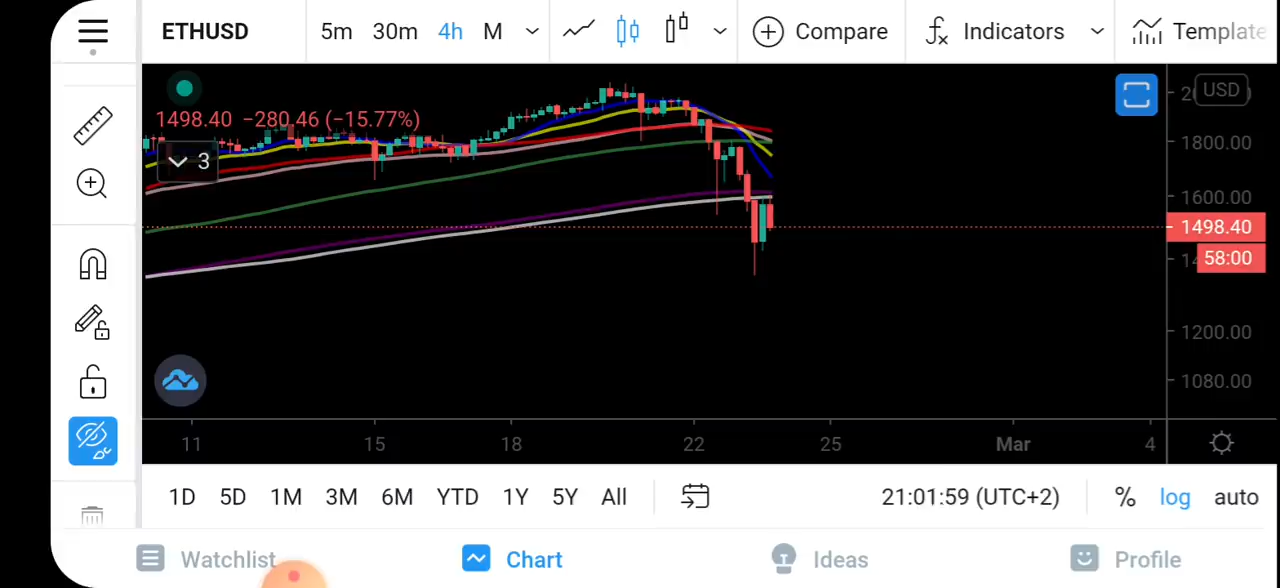 ETHUSD 5m 30m 4h M Compare Indicators Template
USD
1498.40 −280.46 (−15.77%)
3
1800.00
1600.00
1498.40
58:00
1200.00
1080.00
11 15 18 22 25 Mar 4
1D 5D 1M 3M 6M YTD 1Y 5Y All 21:01:59 (UTC+2) % log auto
Watchlist Chart Ideas Profile